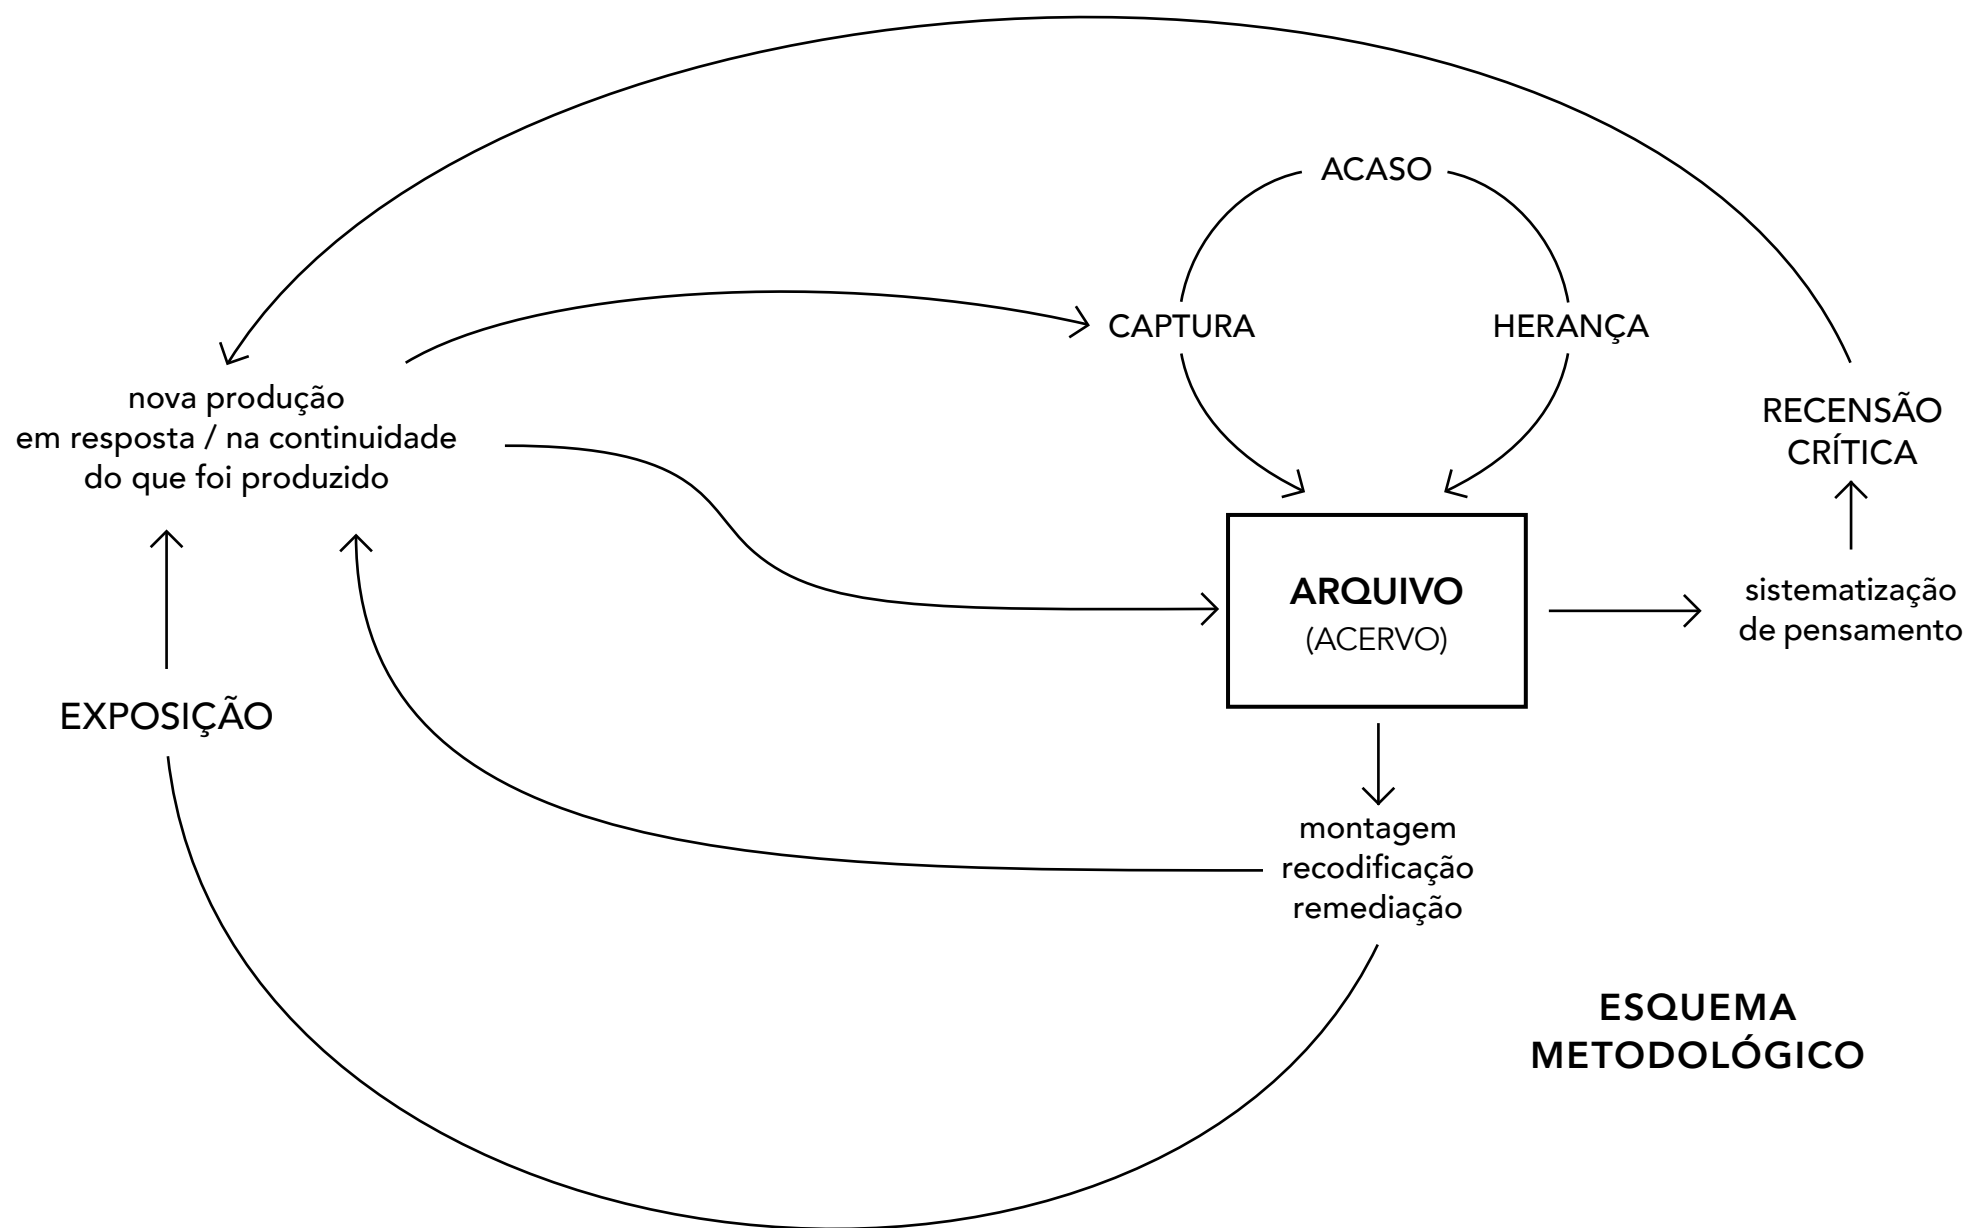 ACASO
CAPTURA
HERANÇA
nova produção
em resposta / na continuidade
do que foi produzido
RECENSÃO
CRÍTICA
ARQUIVO
(ACERVO)
sistematização
de pensamento
EXPOSIÇÃO
montagem
recodificação
remediação
ESQUEMA
METODOLÓGICO